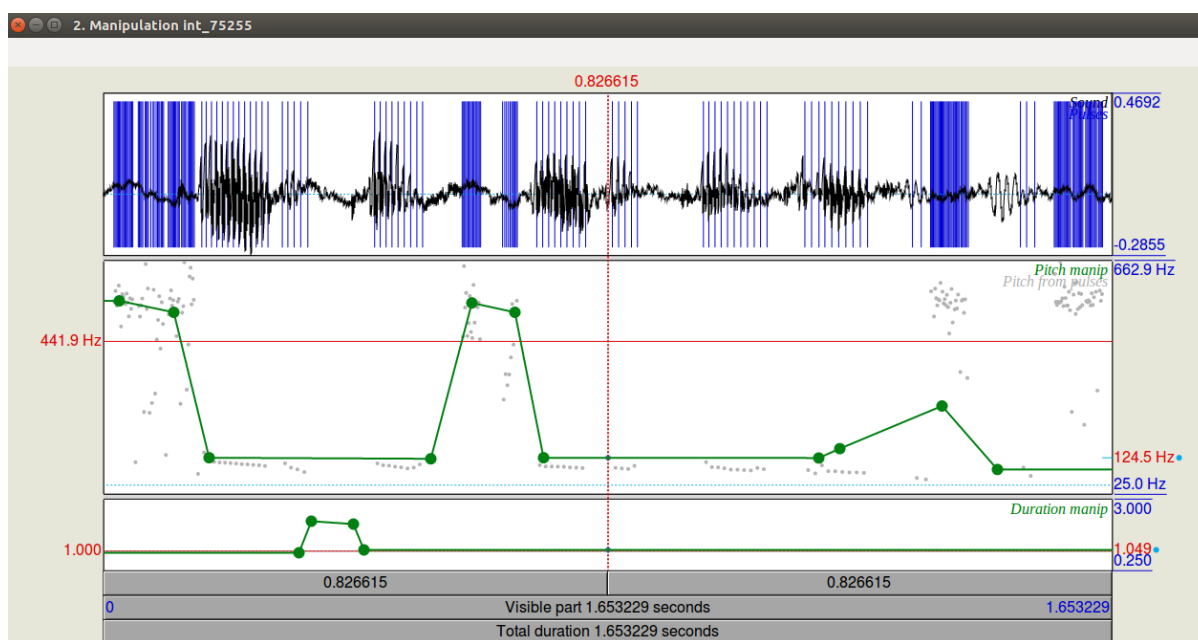 2. Manipulation int_75255
0.826615
Sound
0.4692
Pulses
-0.2855
Pitch manip
662.9 Hz
Pitch from pulses
441.9 Hz
124.5 Hz
25.0 Hz
Duration manip
3.000
1.000
1.049
0.250
0.826615 0.826615
0 Visible part 1.653229 seconds 1.653229
Total duration 1.653229 seconds